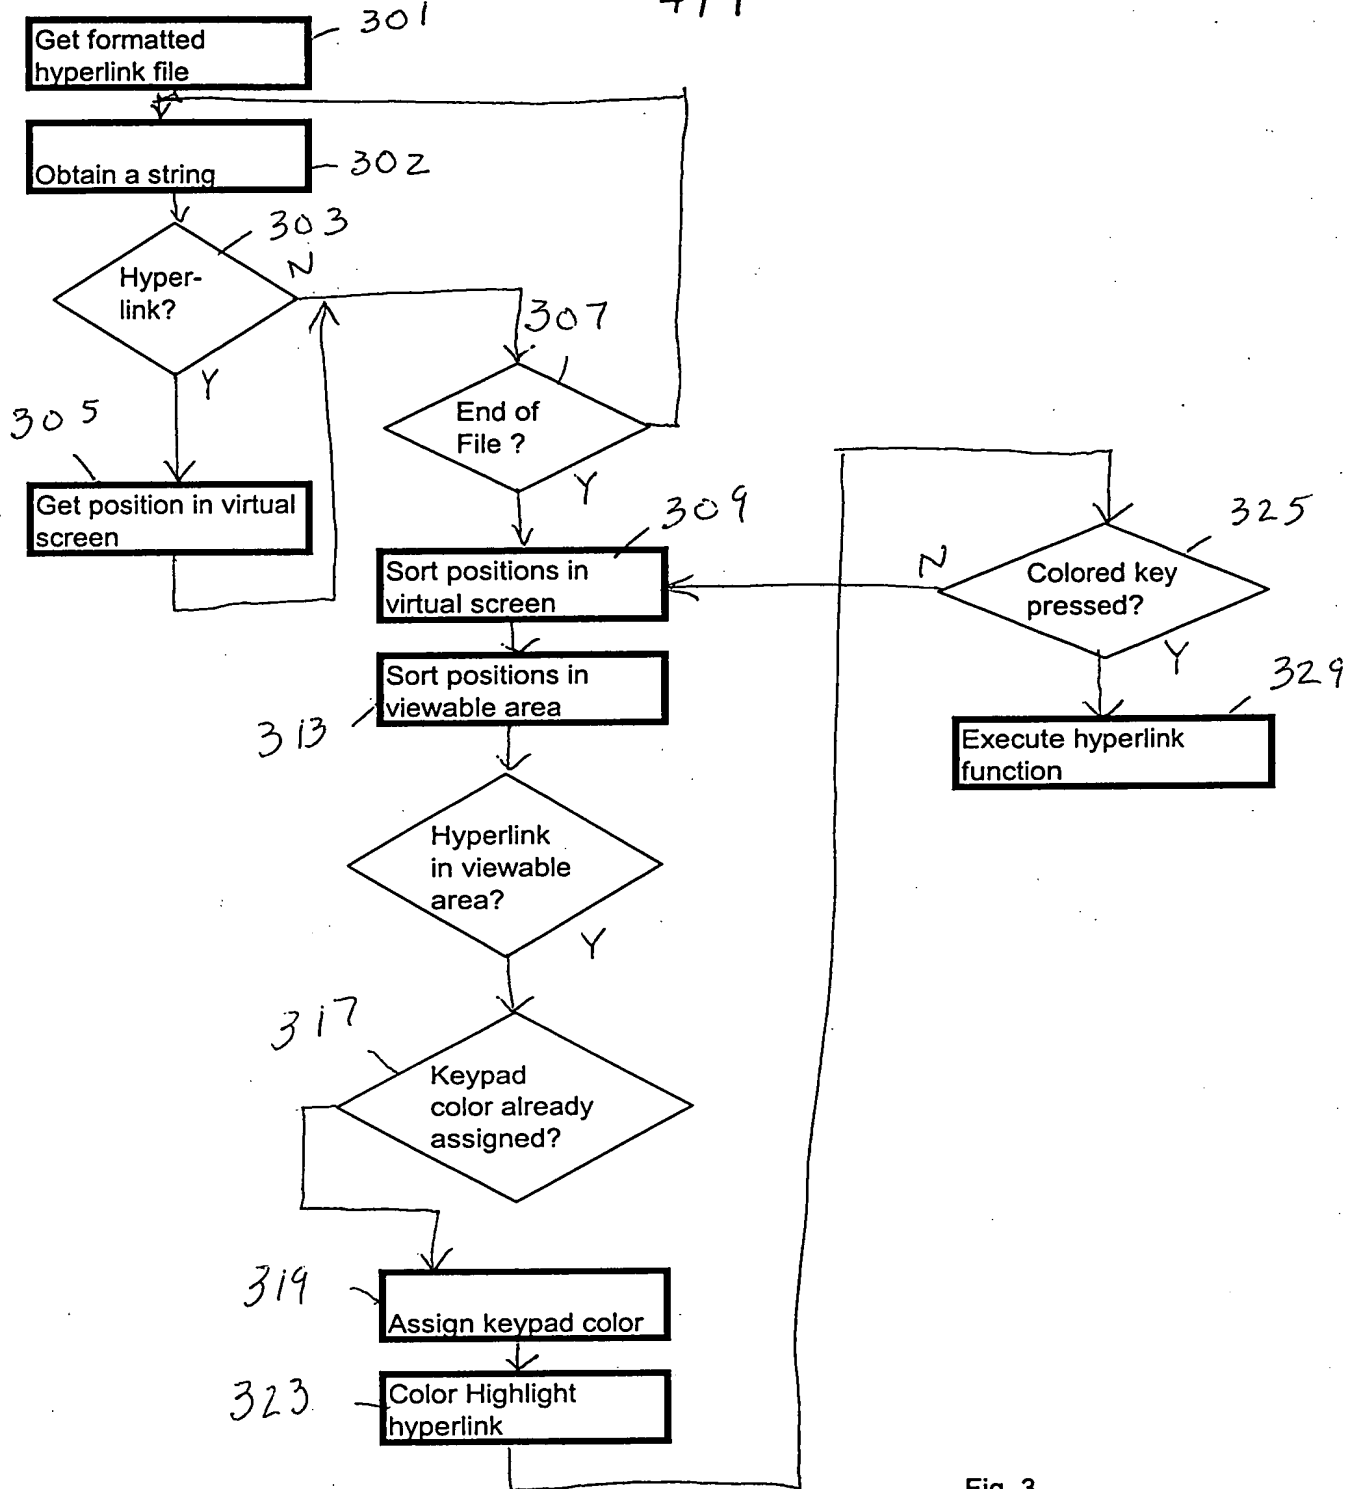 301
Get formatted
hyperlink file
Obtain a string
302
303
Hyper-
link?
N
Y
305
Get position in virtual
screen
307
End of
File ?
Y
309
Sort positions in
virtual screen
Sort positions in
viewable area
313
Hyperlink
in viewable
area?
Y
317
Keypad
color already
assigned?
319
Assign keypad color
323
Color Highlight
hyperlink
325
Colored key
pressed?
N
Y
329
Execute hyperlink
function
Fig. 3